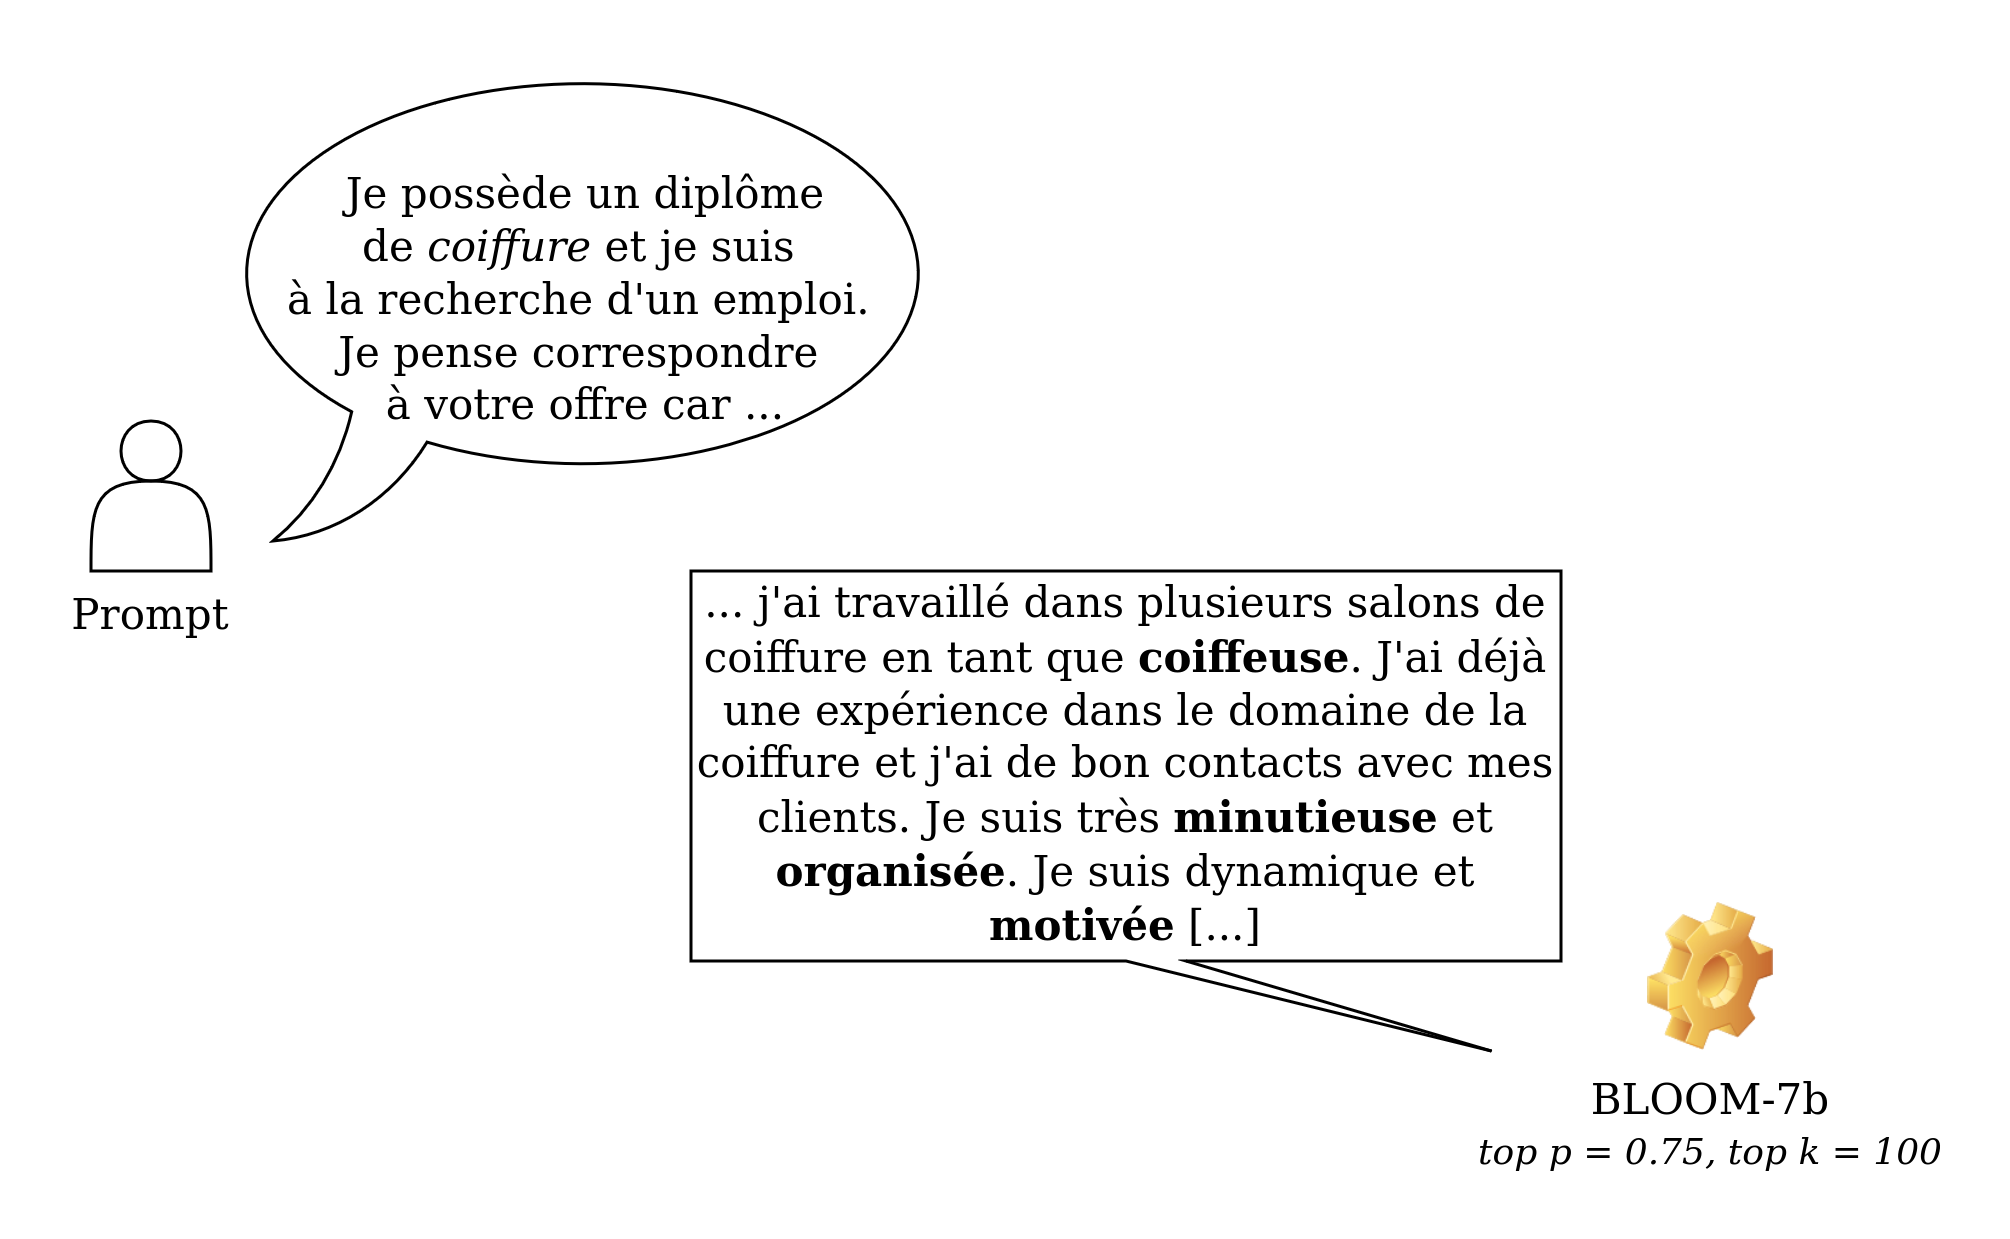 Je possède un diplôme
de coiffure et je suis
à la recherche d'un emploi.
Je pense correspondre
à votre offre car ...
Prompt
... j'ai travaillé dans plusieurs salons de
coiffure en tant que coiffeuse. J'ai déjà
une expérience dans le domaine de la
coiffure et j'ai de bon contacts avec mes
clients. Je suis très minutieuse et
organisée. Je suis dynamique et
motivée [...]
BLOOM-7b
top p = 0.75, top k = 100